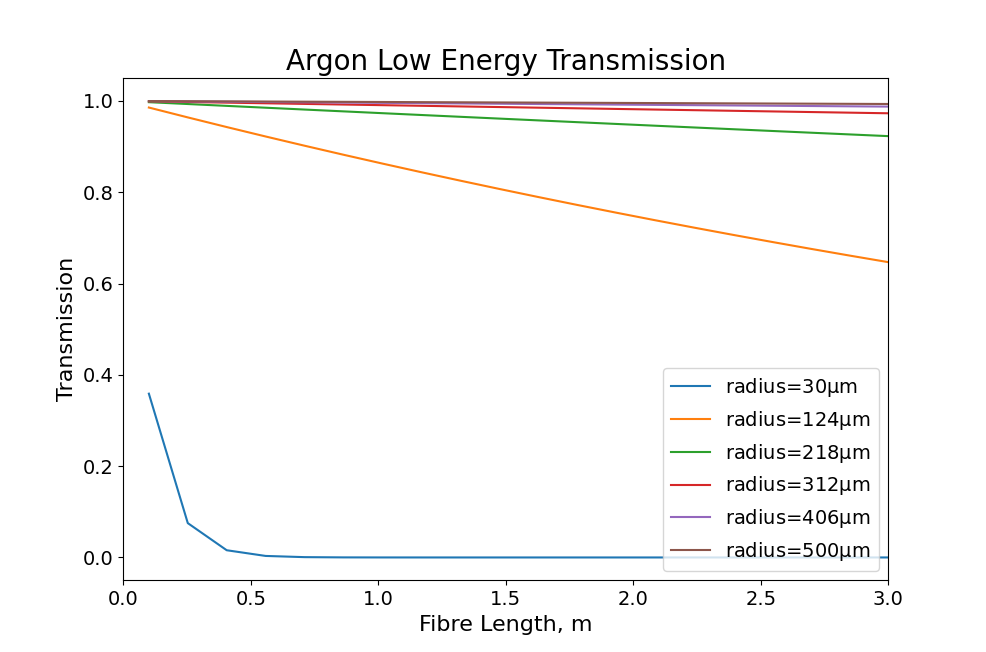 Argon Low Energy Transmission
Transmission
1.0
0.8
0.6
0.4
0.2
0.0
0.0 0.5 1.0 1.5 2.0 2.5 3.0
Fibre Length, m
radius=30μm
radius=124μm
radius=218μm
radius=312μm
radius=406μm
radius=500μm